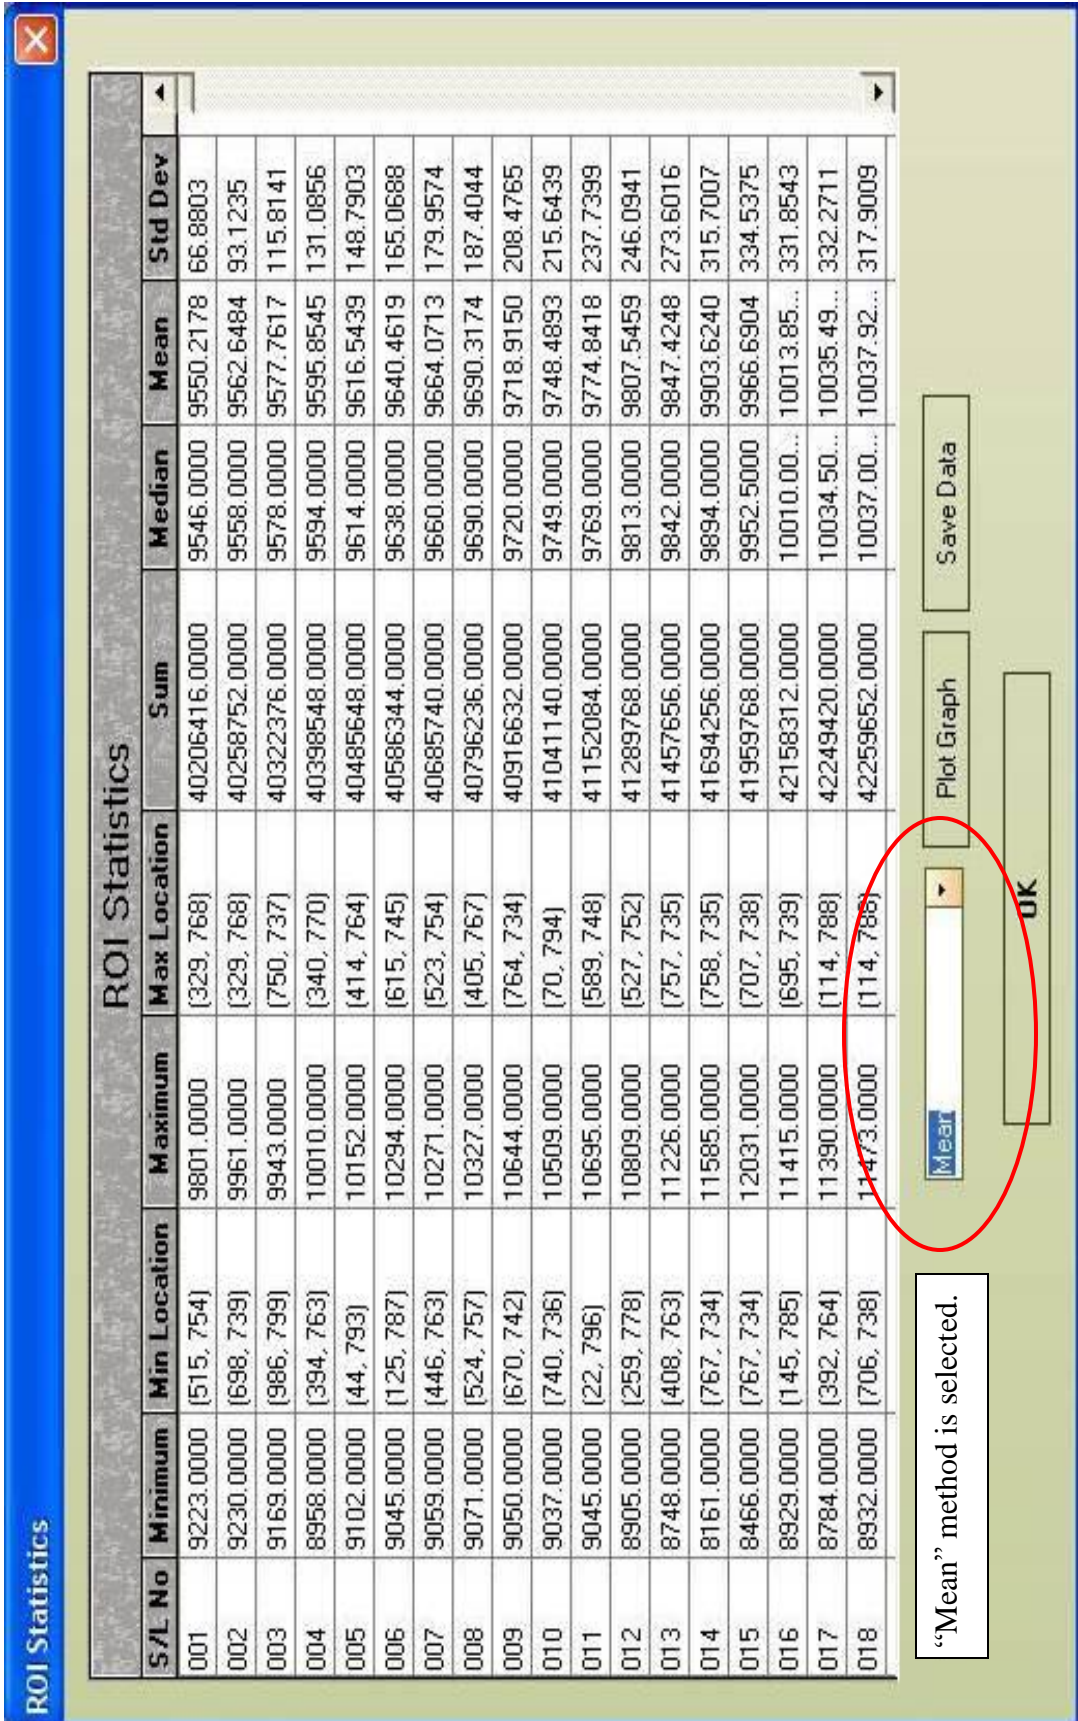 ROI Statistics
ROI Statistics
S/L No Minimum Min Location Maximum Max Location Sum Median Mean Std Dev
001 9223.0000 (515, 754) 9801.0000 (329, 768) 40206416.0000 9546.0000 9550.2178 66.8803
002 9230.0000 (698, 739) 9961.0000 (329, 768) 40258752.0000 9558.0000 9562.6484 93.1235
003 9169.0000 (986, 799) 9943.0000 (750, 737) 40322376.0000 9578.0000 9577.7617 115.8141
004 8958.0000 (394, 763) 10010.0000 (340, 770) 40398548.0000 9594.0000 9595.8545 131.0856
005 9102.0000 (44, 793) 10152.0000 (414, 764) 40485648.0000 9614.0000 9616.5439 148.7903
006 9045.0000 (125, 787) 10294.0000 (615, 745) 40586344.0000 9638.0000 9640.4619 165.0688
007 9059.0000 (446, 763) 10271.0000 (523, 754) 40685740.0000 9660.0000 9664.0713 179.9574
008 9071.0000 (524, 757) 10327.0000 (405, 767) 40796236.0000 9690.0000 9690.3174 187.4044
009 9050.0000 (670, 742) 10644.0000 (764, 734) 40916632.0000 9720.0000 9718.9150 208.4765
010 9037.0000 (740, 736) 10509.0000 (70, 794) 41041140.0000 9749.0000 9748.4893 215.6439
011 9045.0000 (22, 796) 10695.0000 (589, 748) 41152084.0000 9769.0000 9774.8418 237.7399
012 8905.0000 (259, 778) 10809.0000 (527, 752) 41289768.0000 9813.0000 9807.5459 246.0941
013 8748.0000 (408, 763) 11226.0000 (757, 735) 41457656.0000 9842.0000 9847.4248 273.6016
014 8161.0000 (767, 734) 11585.0000 (758, 735) 41694256.0000 9894.0000 9903.6240 315.7007
015 8466.0000 (767, 734) 12031.0000 (707, 738) 41959768.0000 9952.5000 9966.6904 334.5375
016 8929.0000 (145, 785) 11415.0000 (695, 739) 42158312.0000 10010.00... 10013.85... 331.8543
017 8784.0000 (392, 764) 11390.0000 (114, 788) 42249420.0000 10034.50... 10035.49... 332.2711
018 8932.0000 (706, 738) 11473.0000 (114, 788) 42259652.0000 10037.00... 10037.92... 317.9009
“Mean” method is selected.
Mean
Plot Graph
Save Data
OK